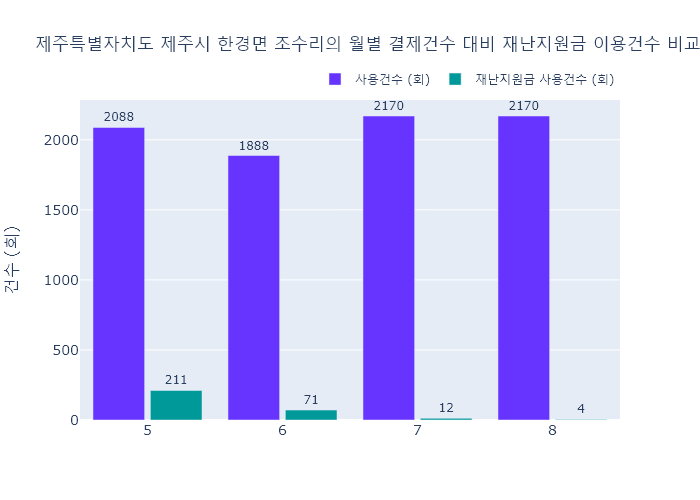 제주특별자치도 제주시 한경면 조수리의 월별 결제건수 대비 재난지원금 이용건수 비교
사용건수 (회) 재난지원금 사용건수 (회)
2088 1888 2170 2170
211 71 12 4
2000
1500
1000
500
0
건수 (회)
5 6 7 8